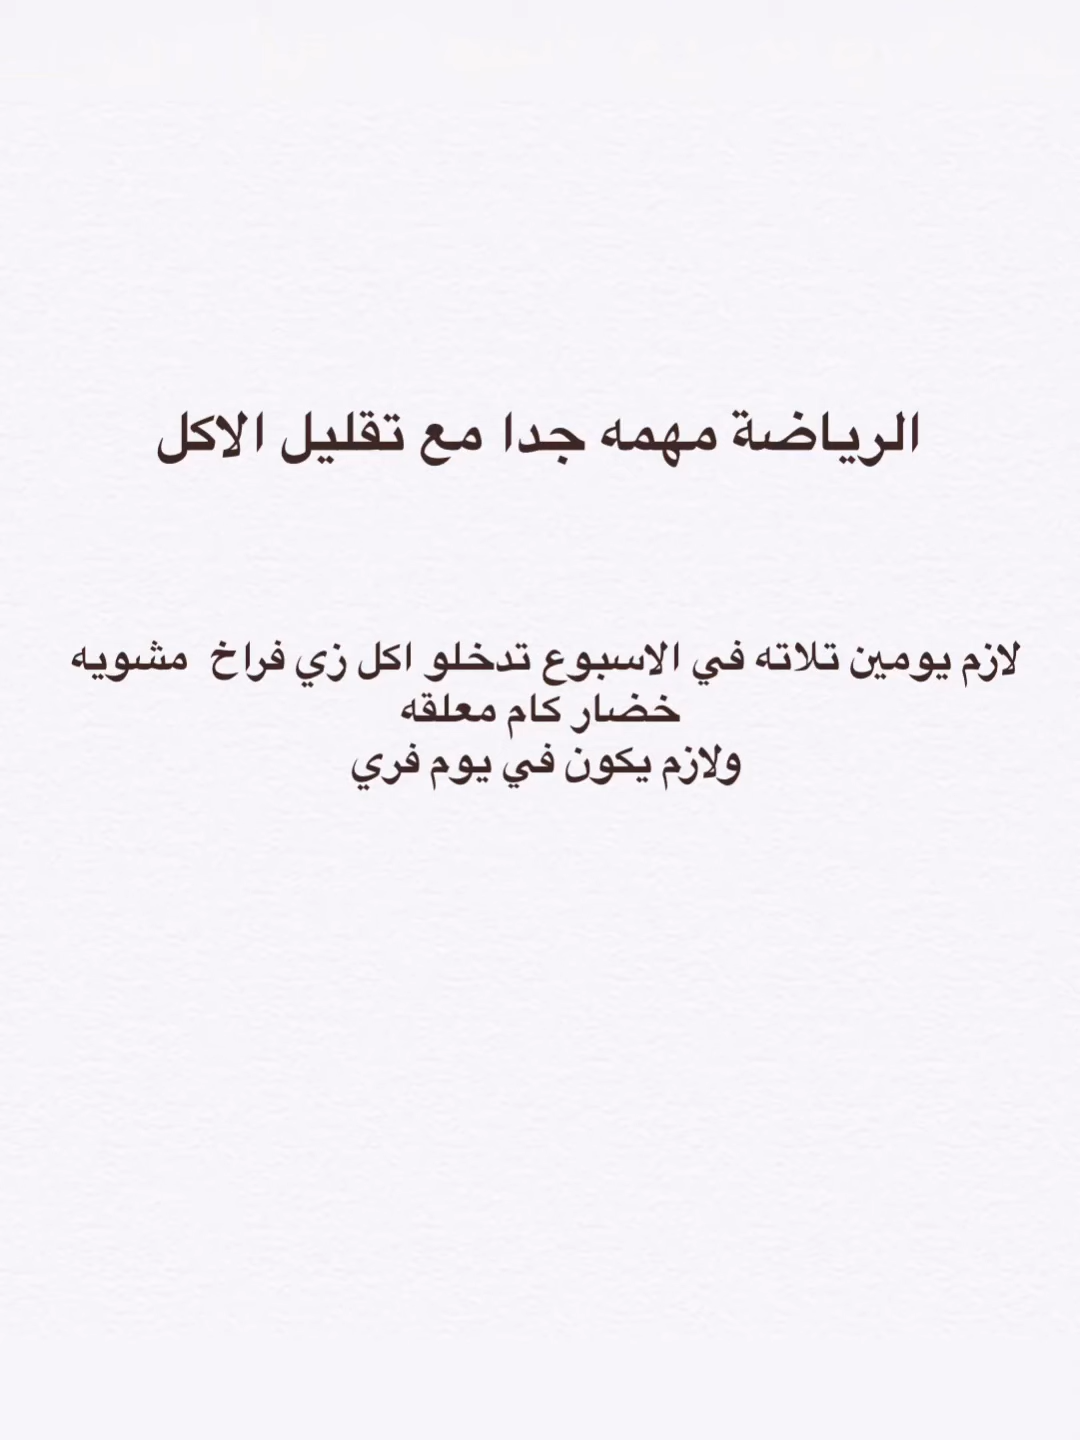 الرياضة مهمه جدا مع تقليل الاكل
لازم يومين تلاته في الاسبوع تدخلو اكل زي فراخ مشويه
خضار كام معلقه
ولازم يكون في يوم فري